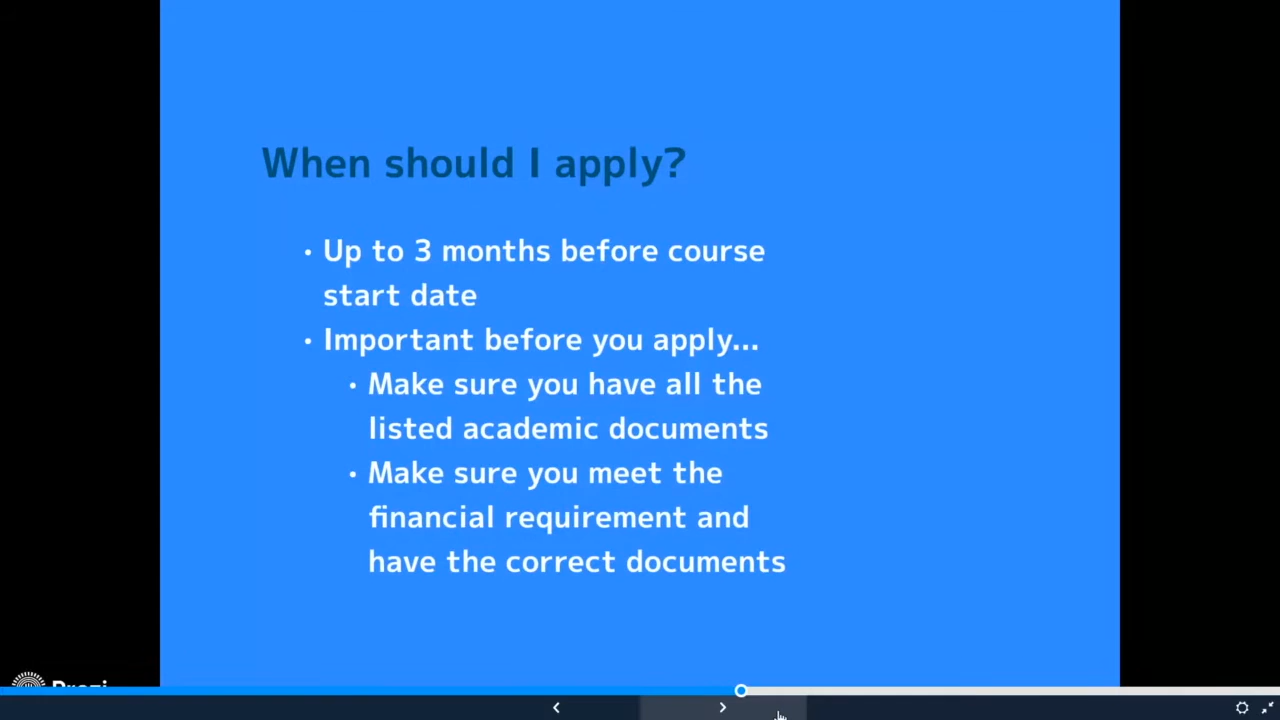 When should I apply?
• Up to 3 months before course
start date
• Important before you apply...
• Make sure you have all the
listed academic documents
• Make sure you meet the
financial requirement and
have the correct documents
Prezi